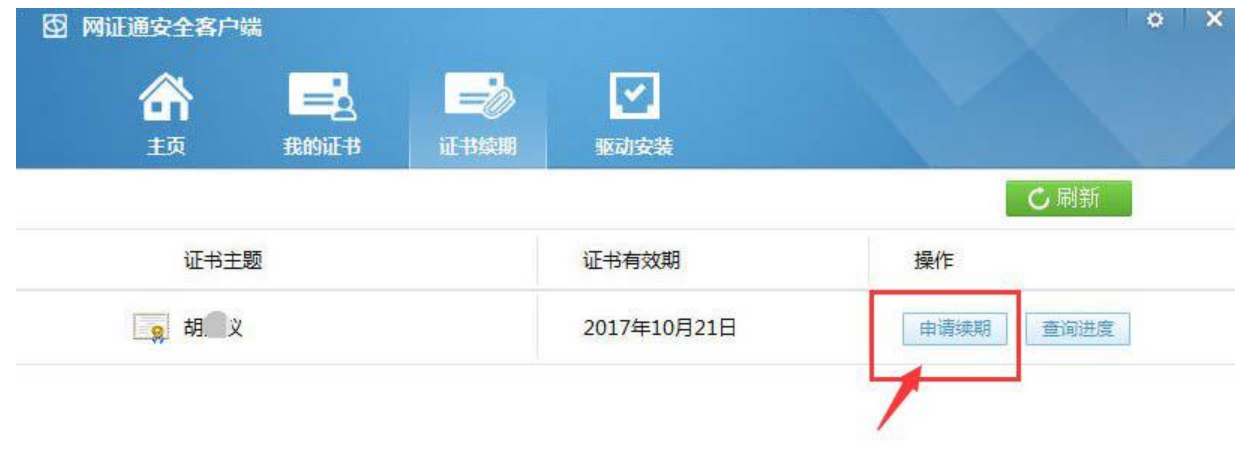 网证通安全客户端
主页 我的证书 证书续期 驱动安装
刷新
证书主题 证书有效期 操作
胡 义 2017年10月21日 申请续期 查询进度